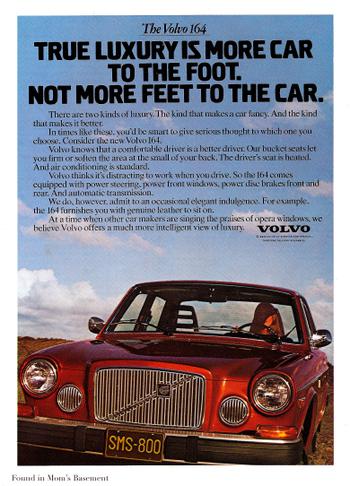 The Volvo 164
TRUE LUXURY IS MORE CAR
TO THE FOOT.
NOT MORE FEET TO THE CAR.
There are two kinds of luxury. The kind that makes a car fancy. And the kind
that makes it better.
In times like these, you'd be smart to give serious thought to which one you
choose. Consider the new Volvo 164.
Volvo knows that a comfortable driver is a better driver. Our bucket seats let
you firm or soften the area at the small of your back. The driver's seat is heated.
And air conditioning is standard.
Volvo thinks it's distracting to work when you drive. So the 164 comes
equipped with power steering, power front windows, power disc brakes front and
rear. And automatic transmission.
We do, however, admit to an occasional elegant indulgence. For example,
the 164 furnishes you with genuine leather to sit on.
At a time when other car makers are singing the praises of opera windows, we
believe Volvo offers a much more intelligent view of luxury.
VOLVO
SMS-800
Found in Mom's Basement